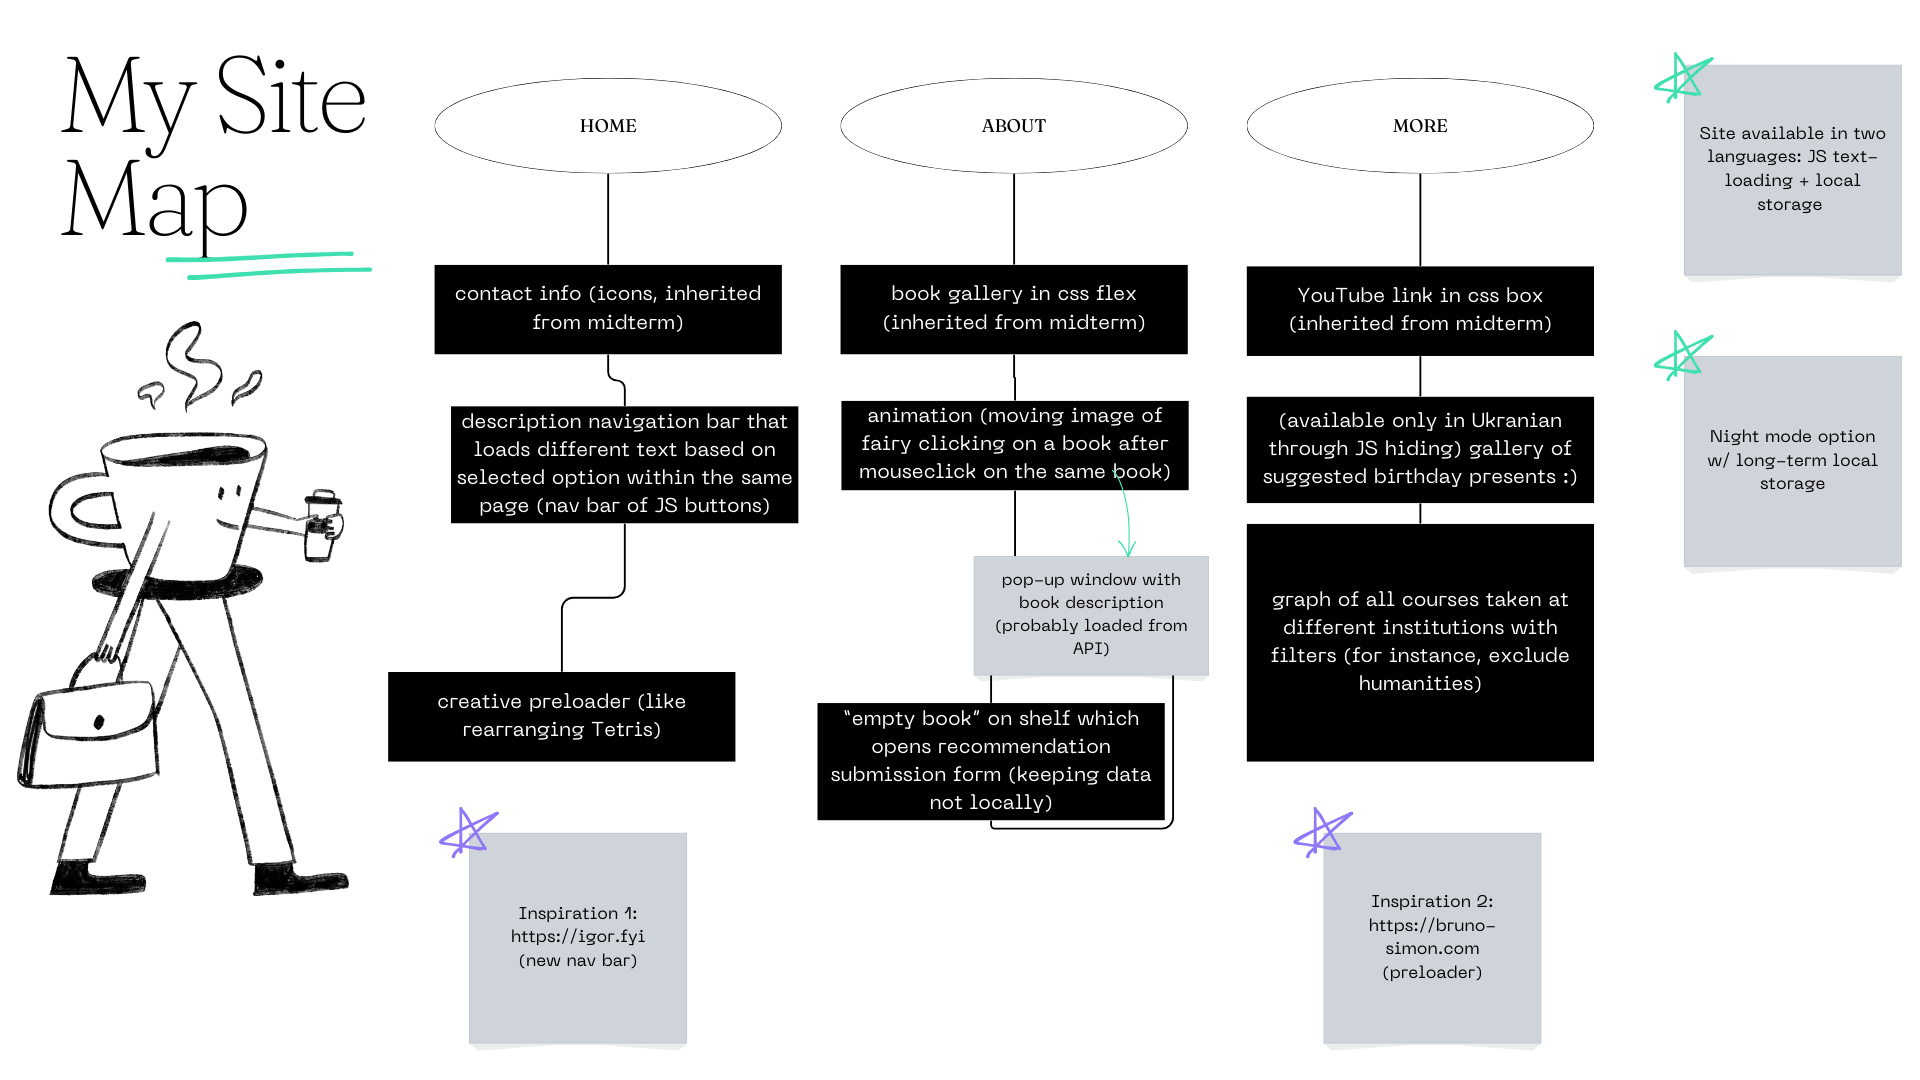 My Site
Map
HOME
contact info (icons, inherited
from midterm)
description navigation bar that
loads different text based on
selected option within the same
page (nav bar of JS buttons)
creative preloader (like
rearranging Tetris)
Inspiration 1:
https://igor.fyi
(new nav bar)
ABOUT
book gallery in css flex
(inherited from midterm)
animation (moving image of
fairy clicking on a book after
mouseclick on the same book)
pop-up window with
book description
(probably loaded from
API)
"empty book" on shelf which
opens recommendation
submission form (keeping data
not locally)
MORE
YouTube link in css box
(inherited from midterm)
(available only in Ukranian
through JS hiding) gallery of
suggested birthday presents :)
graph of all courses taken at
different institutions with
filters (for instance, exclude
humanities)
Inspiration 2:
https://bruno-
simon.com
(preloader)
Site available in two
languages: JS text-
loading + local
storage
Night mode option
w/ long-term local
storage